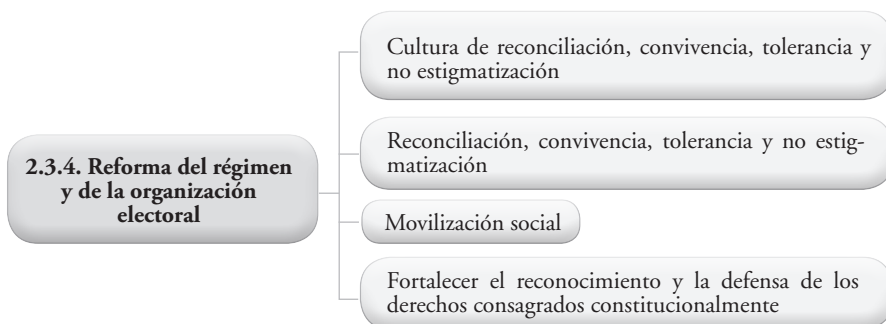 2.3.4. Reforma del régimen
y de la organización
electoral
Cultura de reconciliación, convivencia, tolerancia y
no estigmatización
Reconciliación, convivencia, tolerancia y no estig-
matización
Movilización social
Fortalecer el reconocimiento y la defensa de los
derechos consagrados constitucionalmente